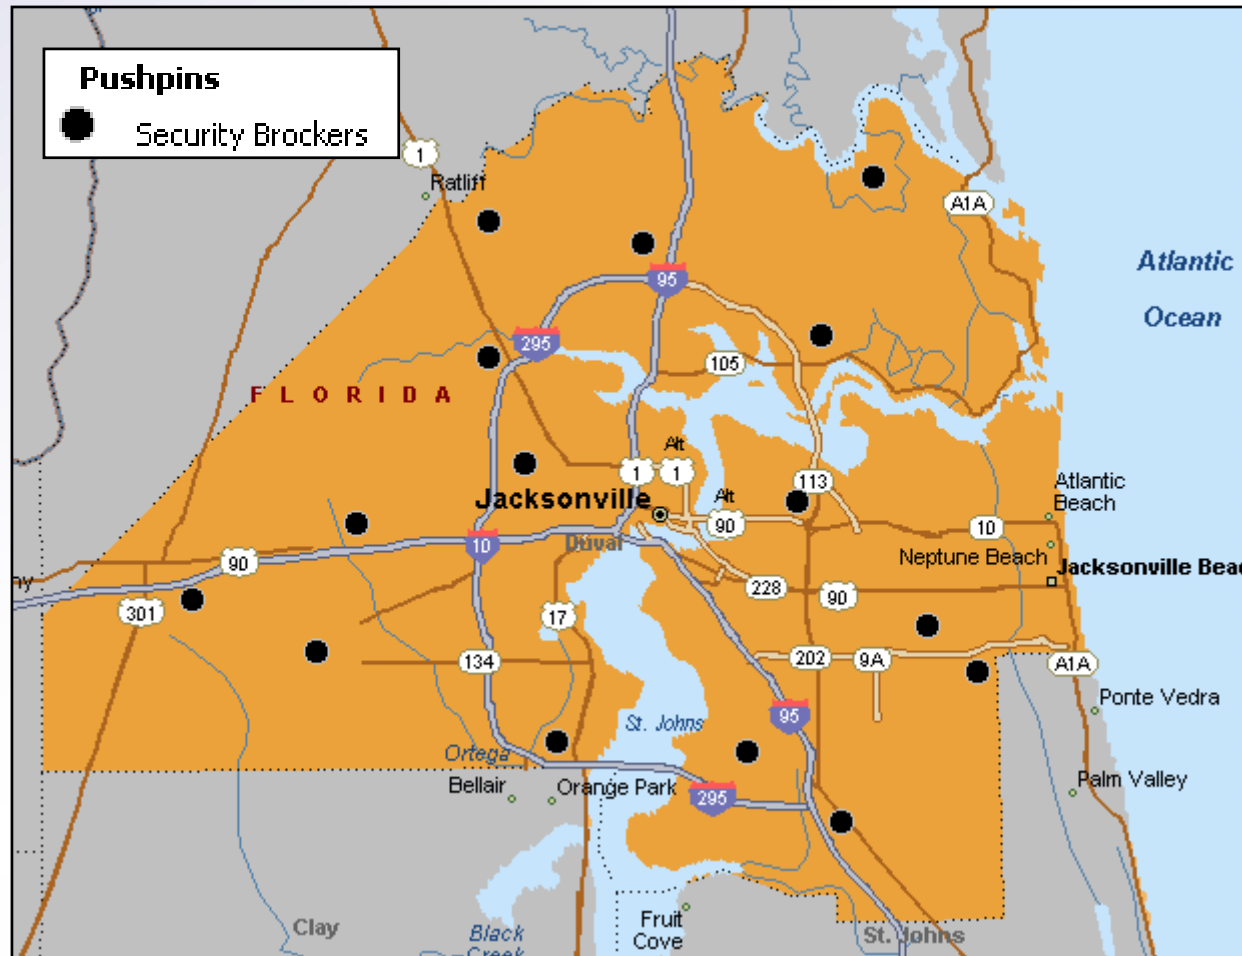 Pushpins
Security Brockers
1
Ratliff
A1A
Atlantic
Ocean
95
295
105
FLORIDA
Alt
1
1
113
Jacksonville
Alt
90
Atlantic
Beach
10
10
Duval
Neptune Beach
90
Jacksonville Beac
228
90
301
17
134
202
9A
A1A
Ponte Vedra
St. Johns
95
Ortega
Bellair
Orange Park
295
Palm Valley
Fruit
Cove
Clay
Black
Creek
St. Johns